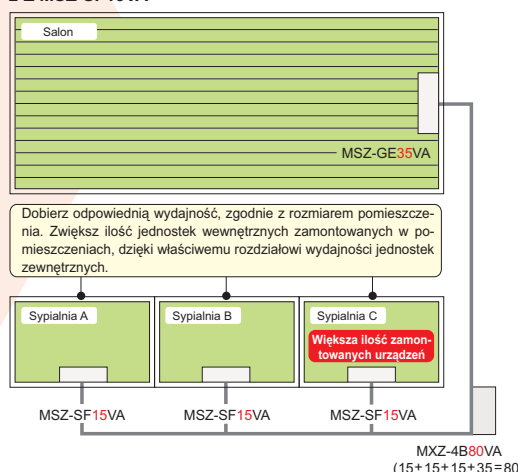 Salon
MSZ-GE35VA
Dobierz odpowiednią wydajność, zgodnie z rozmiarem pomieszcze-
nia. Zwiększ ilość jednostek wewnętrznych zamontowanych w po-
mieszczeniach, dzięki właściwemu rozdziałowi wydajności jednostek
zewnętrznych.
Sypialnia A
Sypialnia B
Sypialnia C
Większa ilość zamon-
towanych urządzeń
MSZ-SF15VA
MSZ-SF15VA
MSZ-SF15VA
MXZ-4B80VA
(15+15+15+35=80